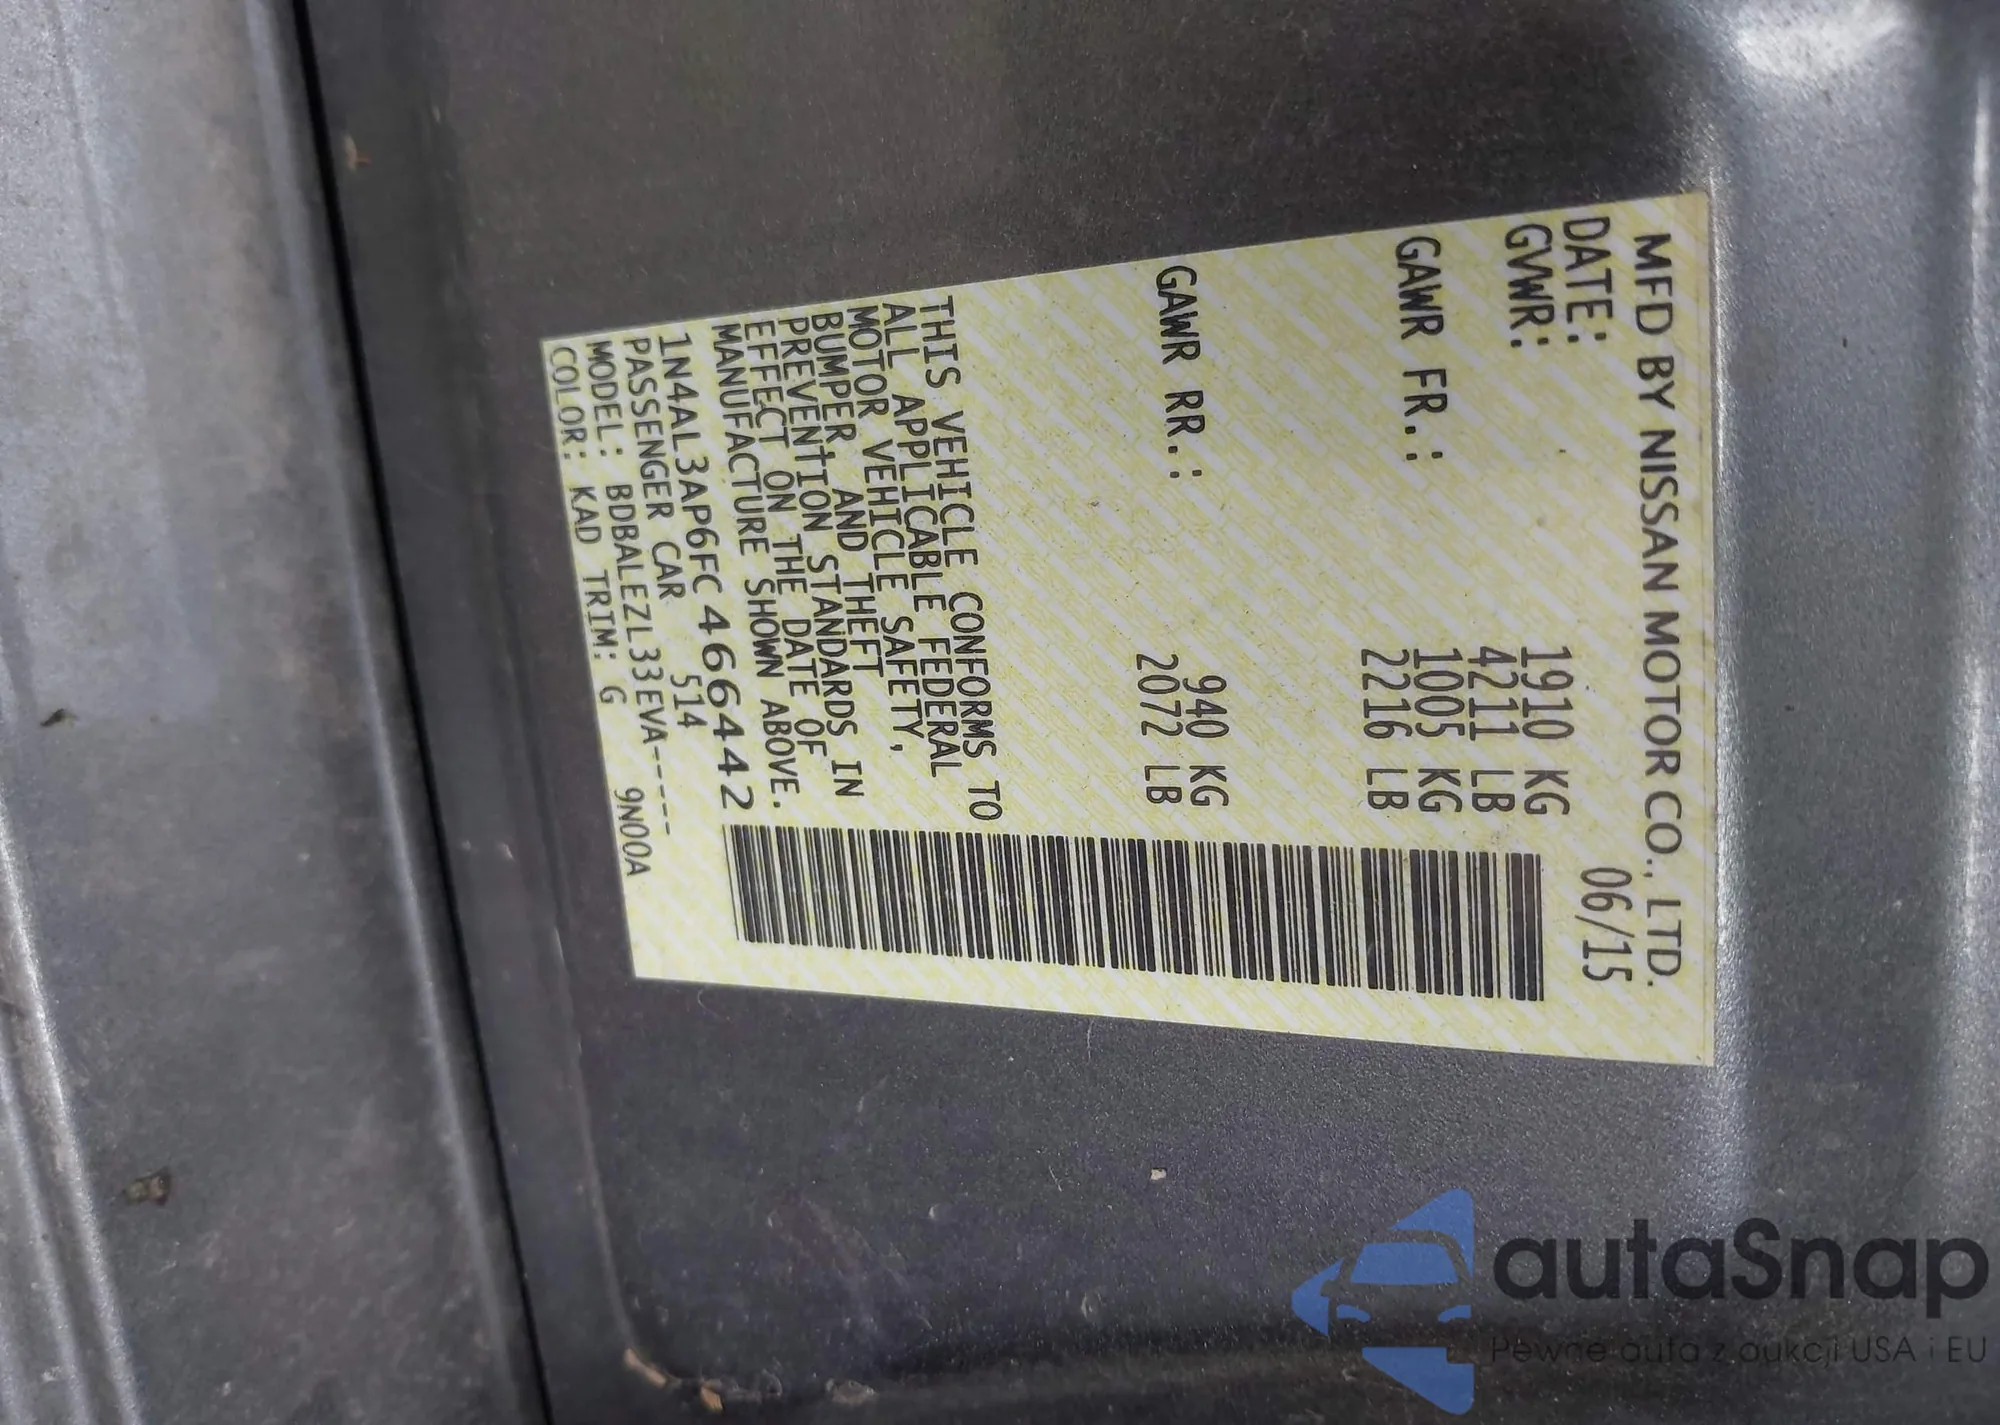 MFD BY NISSAN MOTOR CO., LTD.
DATE: 06/15
GVWR: 1910 KG
4211 LB
GAWR FR.: 1005 KG
2216 LB
GAWR RR.: 940 KG
2072 LB
THIS VEHICLE CONFORMS TO
ALL APPLICABLE FEDERAL
MOTOR VEHICLE SAFETY,
BUMPER AND THEFT
PREVENTION STANDARDS IN
EFFECT ON THE DATE OF
MANUFACTURE SHOWN ABOVE.
1N4AL3AP6FC466442
PASSENGER CAR 514
MODEL: BDBALEZL33EVA-----
COLOR: KAD TRIM: G 9N00A
autaSnap
Pewne auta z aukcji USA i EU